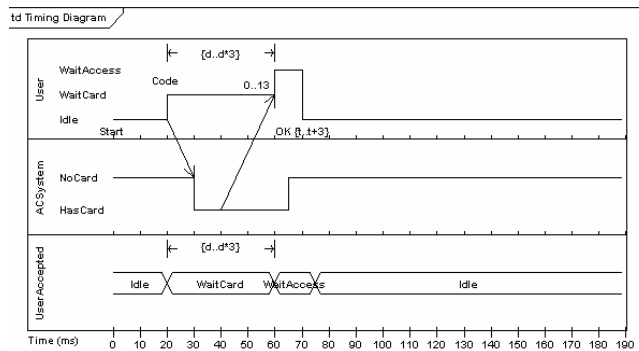 td Timing Diagram
{d..d*3}
WaitAccess
Code
0..13
User
WaitCard
Idle
Start
OK {t..t+3}
ACSystem
NoCard
HasCard
{d..d*3}
UserAccepted
Idle WaitCard WaitAccess Idle
Time (ms) 0 10 20 30 40 50 60 70 80 90 100 110 120 130 140 150 160 170 180 190